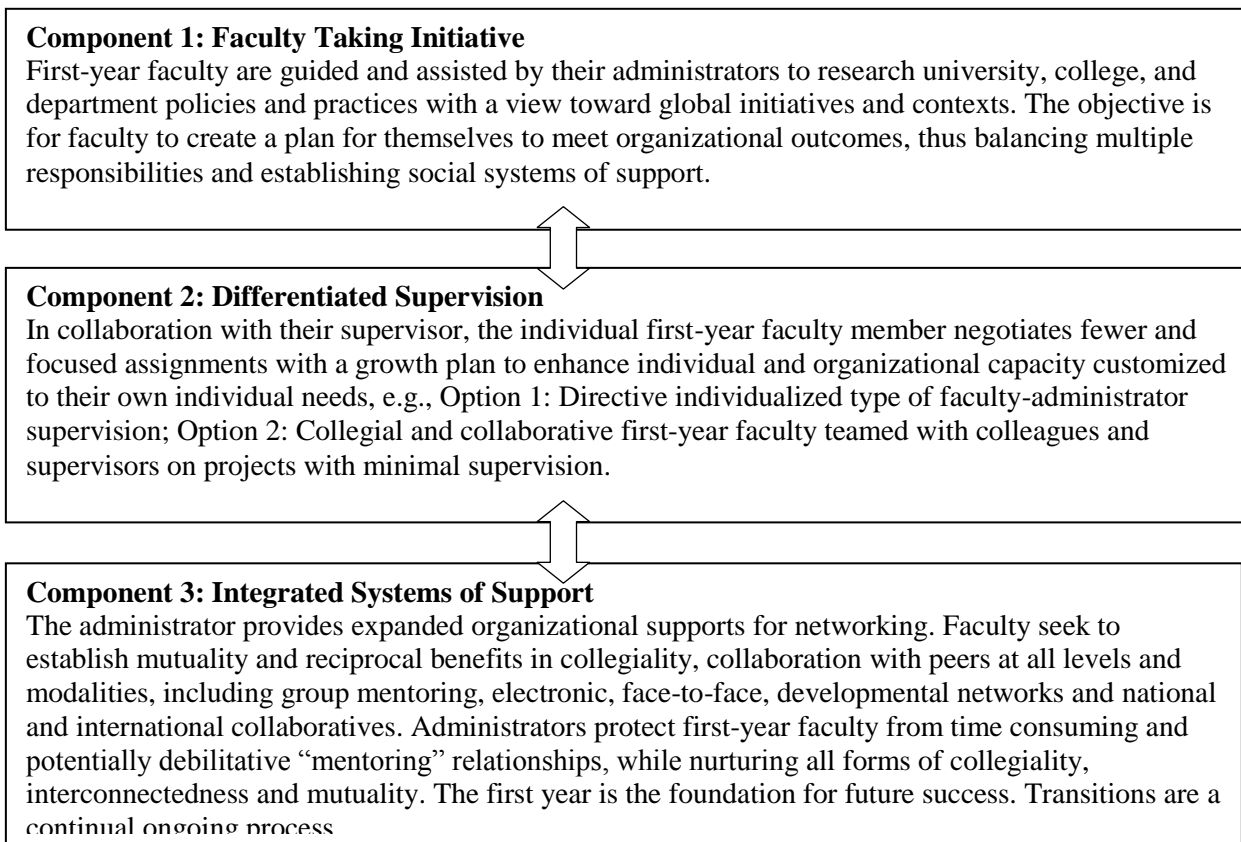 Component 1: Faculty Taking Initiative
First-year faculty are guided and assisted by their administrators to research university, college, and
department policies and practices with a view toward global initiatives and contexts. The objective is
for faculty to create a plan for themselves to meet organizational outcomes, thus balancing multiple
responsibilities and establishing social systems of support.
Component 2: Differentiated Supervision
In collaboration with their supervisor, the individual first-year faculty member negotiates fewer and
focused assignments with a growth plan to enhance individual and organizational capacity customized
to their own individual needs, e.g., Option 1: Directive individualized type of faculty-administrator
supervision; Option 2: Collegial and collaborative first-year faculty teamed with colleagues and
supervisors on projects with minimal supervision.
Component 3: Integrated Systems of Support
The administrator provides expanded organizational supports for networking. Faculty seek to
establish mutuality and reciprocal benefits in collegiality, collaboration with peers at all levels and
modalities, including group mentoring, electronic, face-to-face, developmental networks and national
and international collaboratives. Administrators protect first-year faculty from time consuming and
potentially debilitative “mentoring” relationships, while nurturing all forms of collegiality,
interconnectedness and mutuality. The first year is the foundation for future success. Transitions are a
continual ongoing process